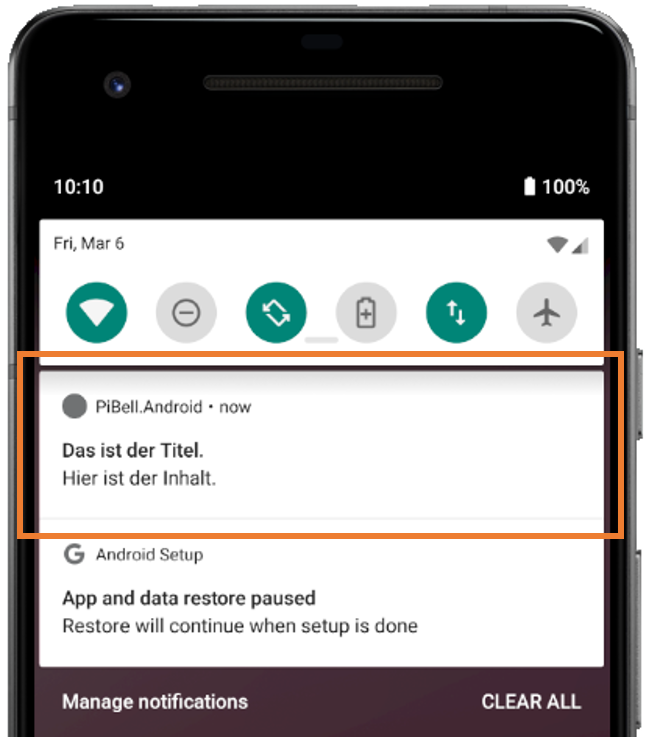 10:10
100%
Fri, Mar 6
PiBell.Android • now
Das ist der Titel.
Hier ist der Inhalt.
G Android Setup
App and data restore paused
Restore will continue when setup is done
Manage notifications
CLEAR ALL